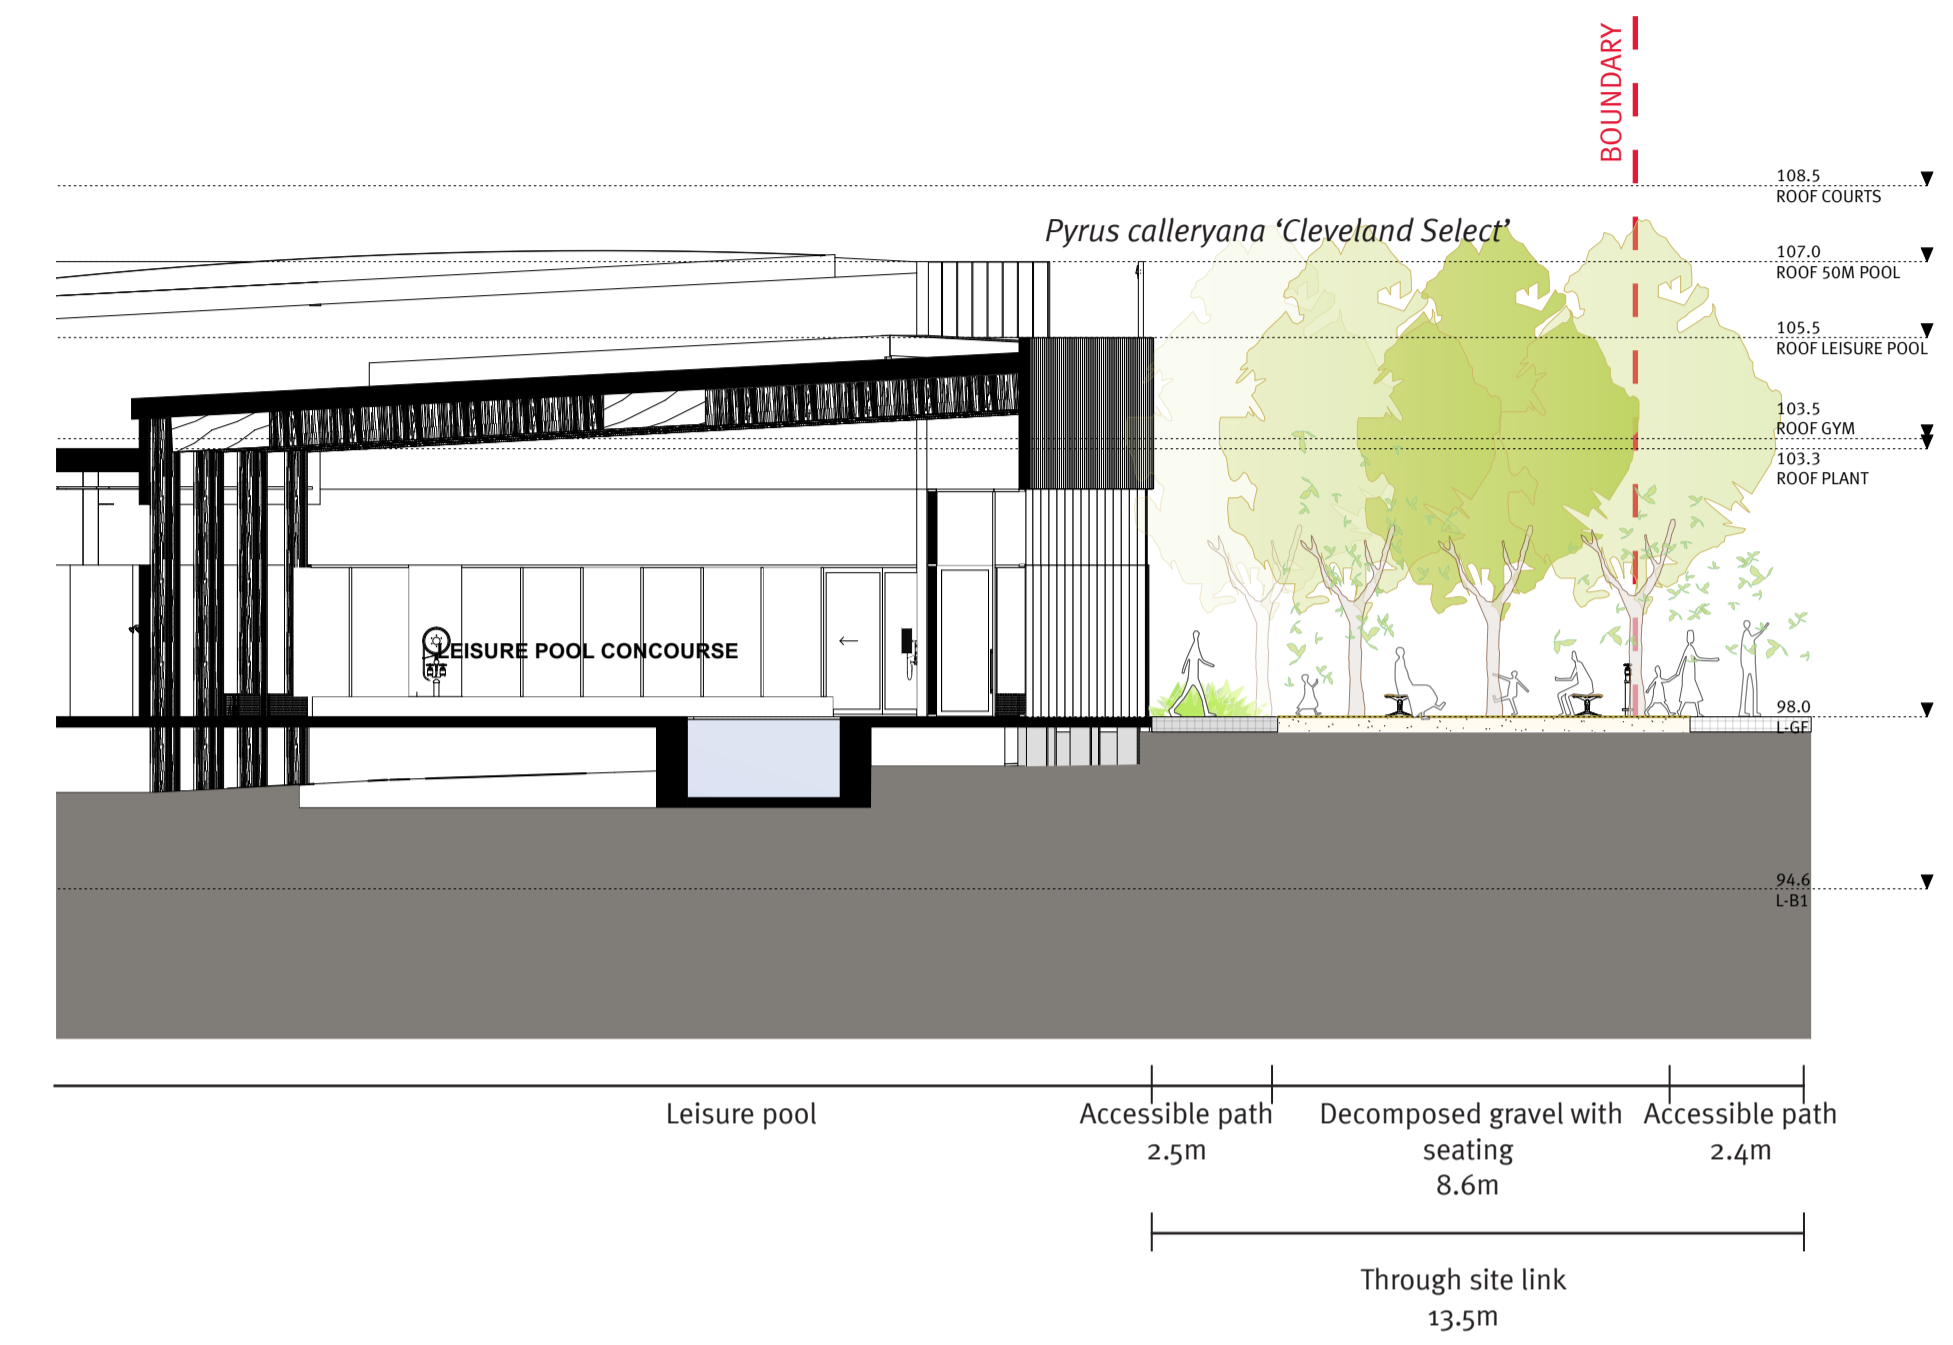 BOUNDARY
108.5
ROOF COURTS
Pyrus calleryana ‘Cleveland Select’
107.0
ROOF 50M POOL
105.5
ROOF LEISURE POOL
103.5
ROOF GYM
103.3
ROOF PLANT
LEISURE POOL CONCOURSE
98.0
L-GF
94.6
L-B1
Leisure pool
Accessible path
2.5m
Decomposed gravel with
seating
8.6m
Accessible path
2.4m
Through site link
13.5m